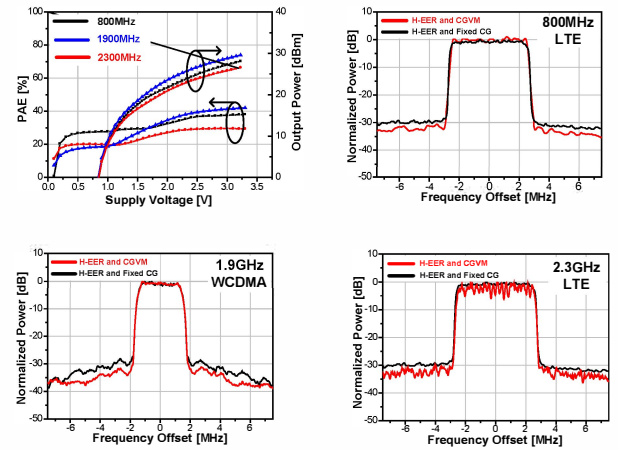 100
80
60
40
20
0
PAE [%]
800MHz
1900MHz
2300MHz
40
30
20
10
0
Output Power [dBm]
0.0 0.5 1.0 1.5 2.0 2.5 3.0 3.5
Supply Voltage [V]
10
0
-10
-20
-30
-40
-50
Normalized Power [dB]
H-EER and CGVM
H-EER and Fixed CG
800MHz
LTE
-6 -4 -2 0 2 4 6
Frequency Offset [MHz]
10
0
-10
-20
-30
-40
-50
Normalized Power [dB]
H-EER and CGVM
H-EER and Fixed CG
1.9GHz
WCDMA
-6 -4 -2 0 2 4 6
Frequency Offset [MHz]
10
0
-10
-20
-30
-40
-50
Normalized Power [dB]
H-EER and CGVM
H-EER and Fixed CG
2.3GHz
LTE
-6 -4 -2 0 2 4 6
Frequency Offset [MHz]